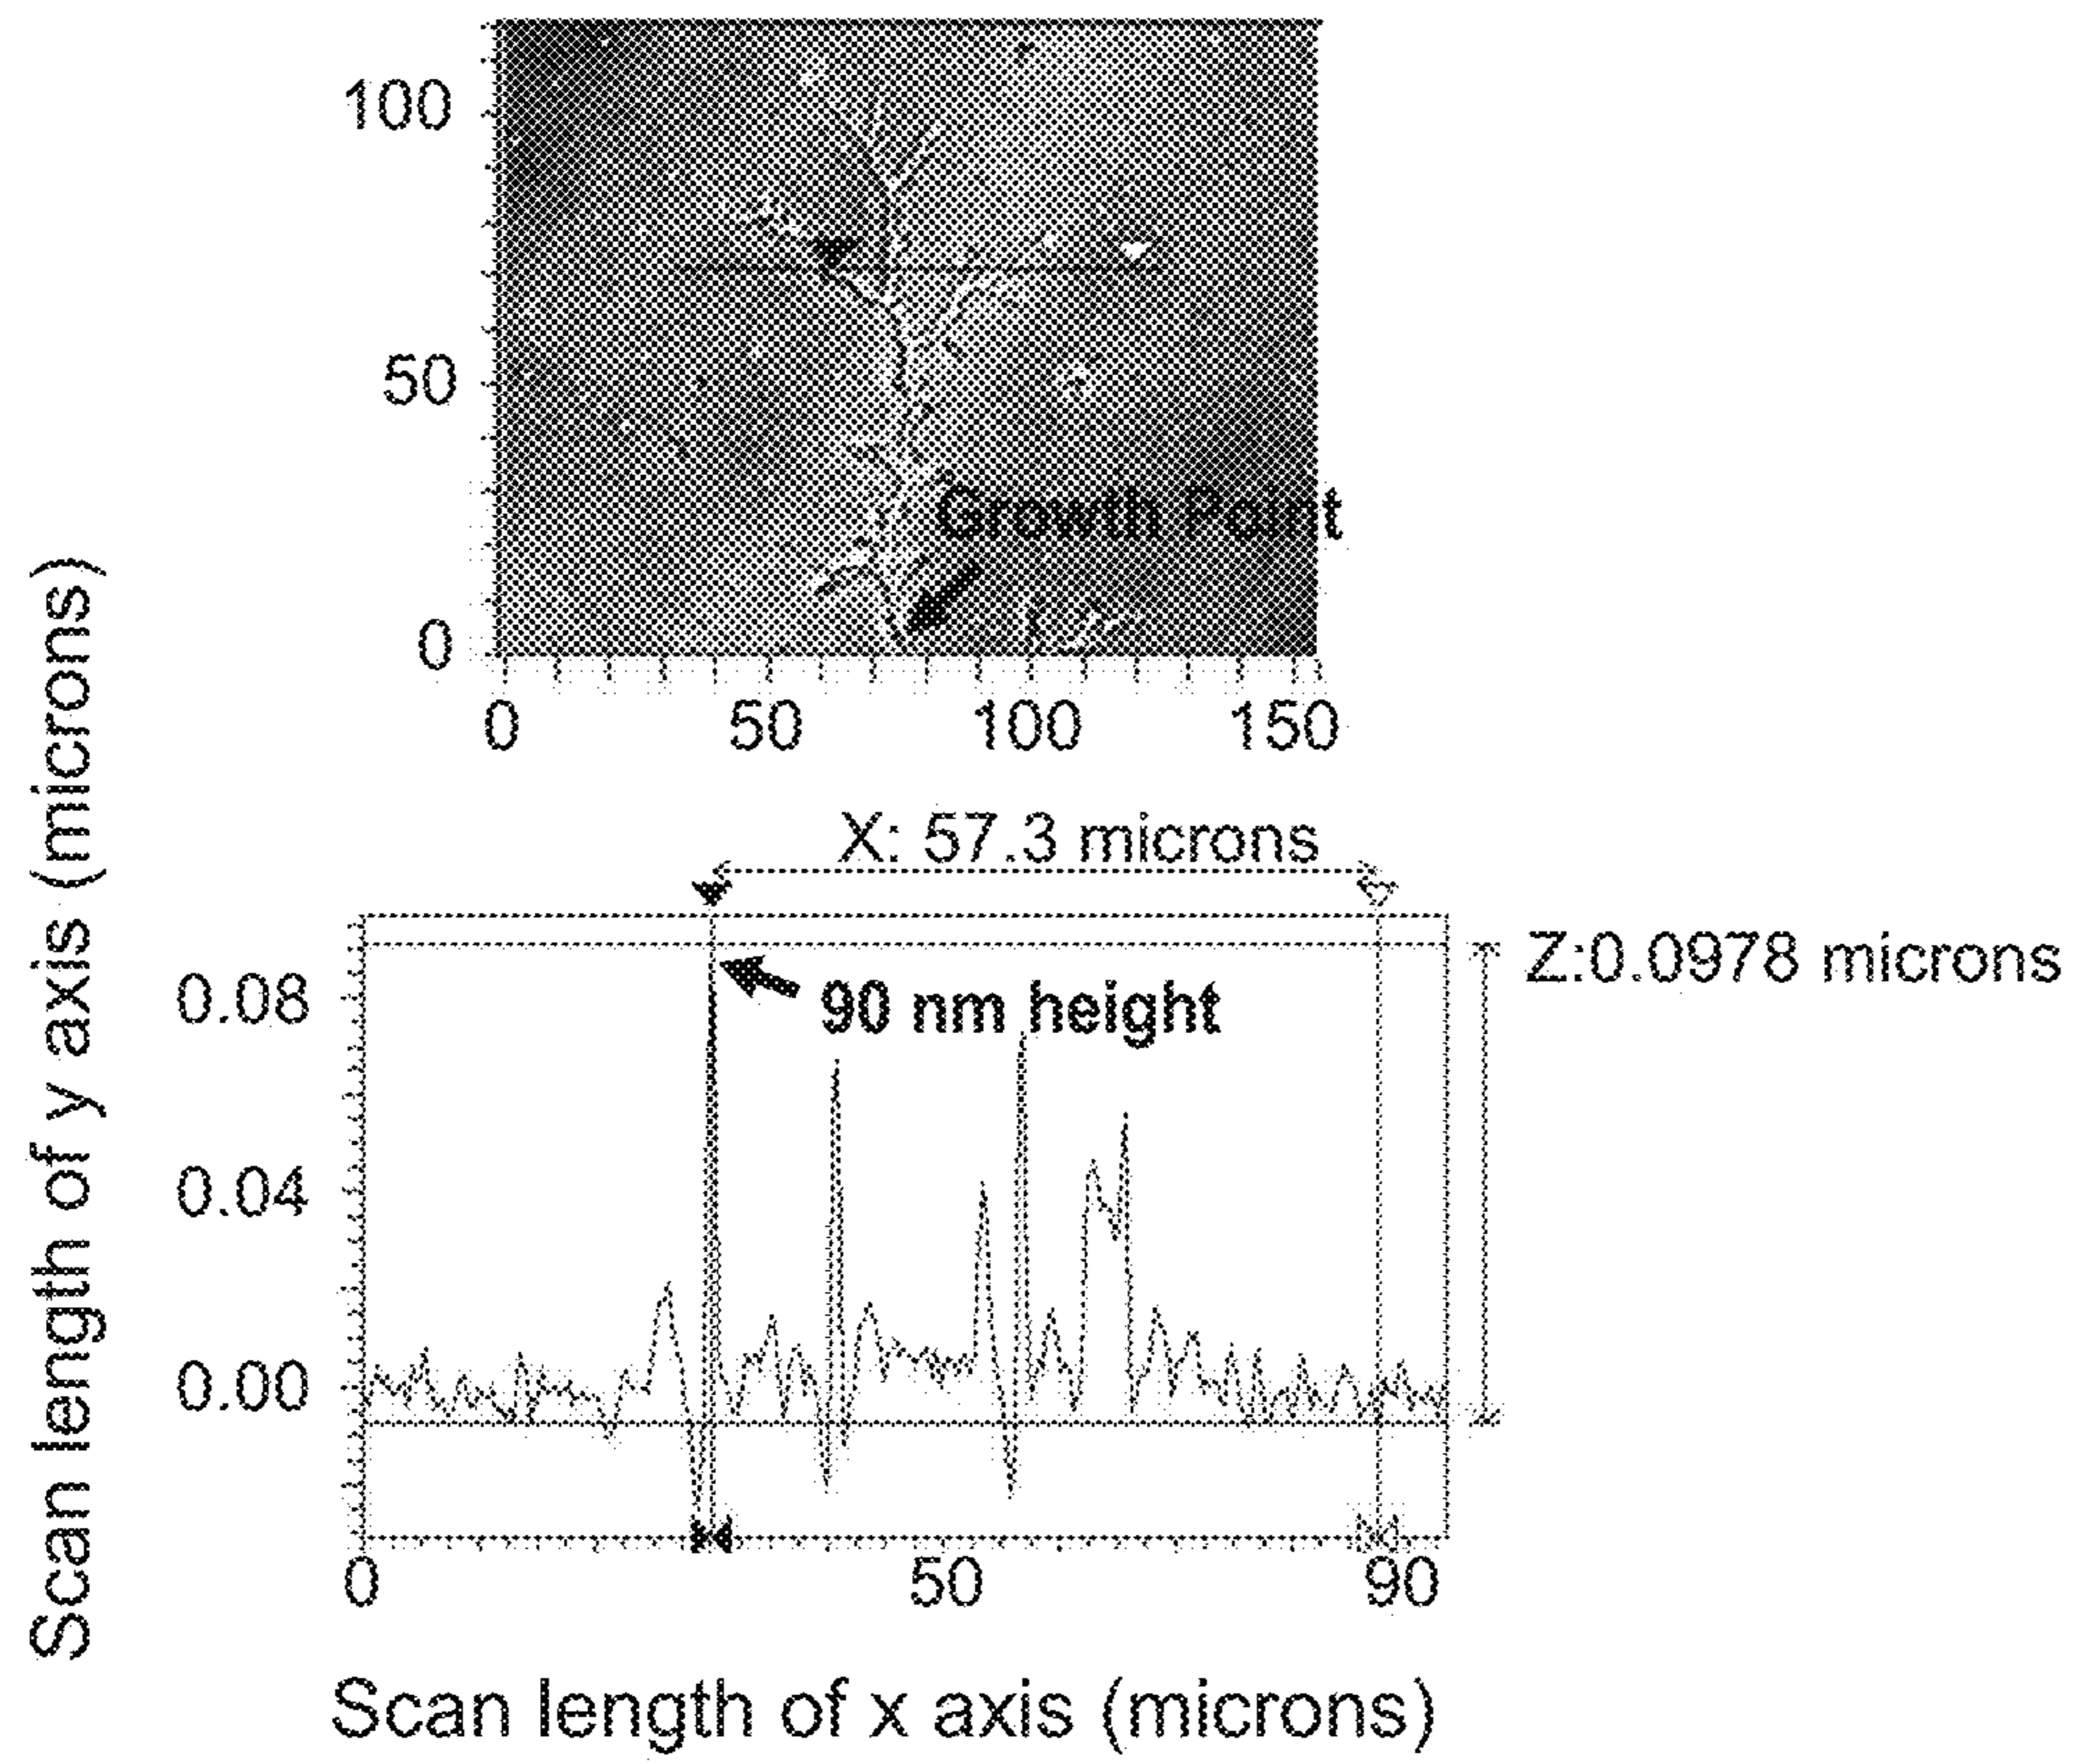 100
50
0
Growth Point
0 50 100 150
X: 57.3 microns
Z:0.0978 microns
90 nm height
0.08
0.04
0.00
0 50 90
Scan length of y axis (microns)
Scan length of x axis (microns)